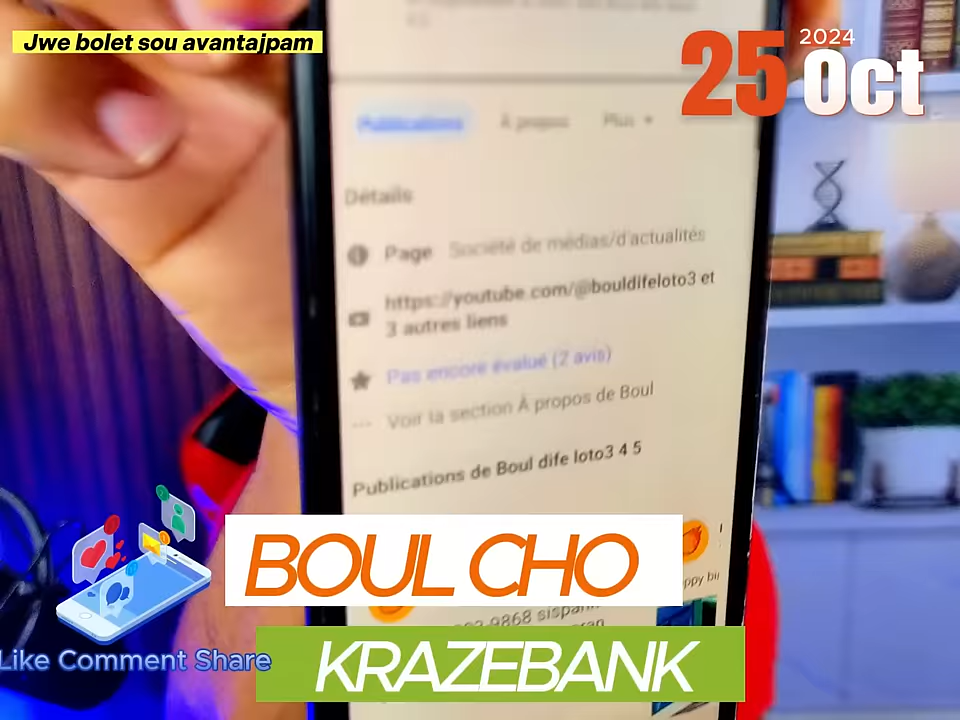 Jwe bolet sou avantajpam
25 Oct
2024
Publications À propos Plus
Détails
Page Société de médias/d'actualités
https://youtube.com/@bouldifeloto3 et
3 autres liens
Pas encore évalué (2 avis)
Voir la section À propos de Boul
Publications de Boul dife loto3 4 5
BOUL CHO
9868
KRAZEBANK
Like Comment Share